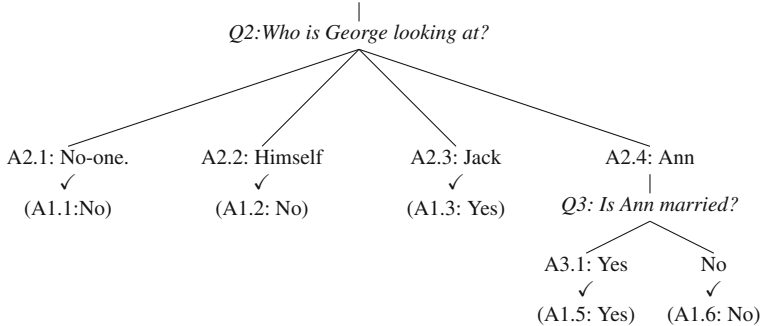 Q2:Who is George looking at?
A2.1: No-one. A2.2: Himself A2.3: Jack A2.4: Ann
✓ ✓ ✓
(A1.1:No) (A1.2: No) (A1.3: Yes) Q3: Is Ann married?
A3.1: Yes No
✓ ✓
(A1.5: Yes) (A1.6: No)